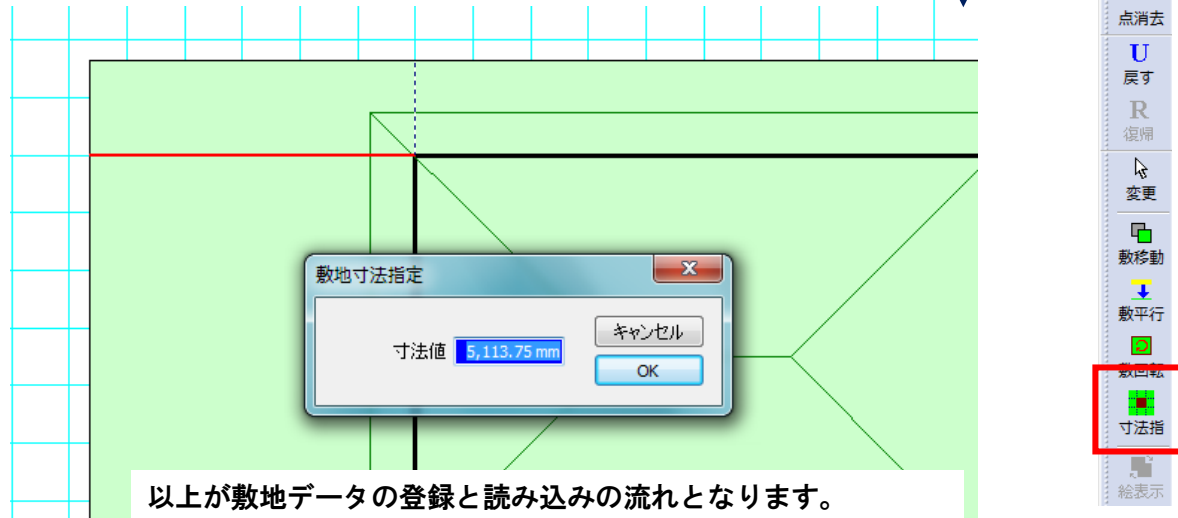 敷地寸法指定
寸法値 5,113.75 mm
キャンセル
OK
以上が敷地データの登録と読み込みの流れとなります。
点消去
U
戻す
R
復帰
変更
敷移動
敷平行
敷回転
寸法指
絵表示